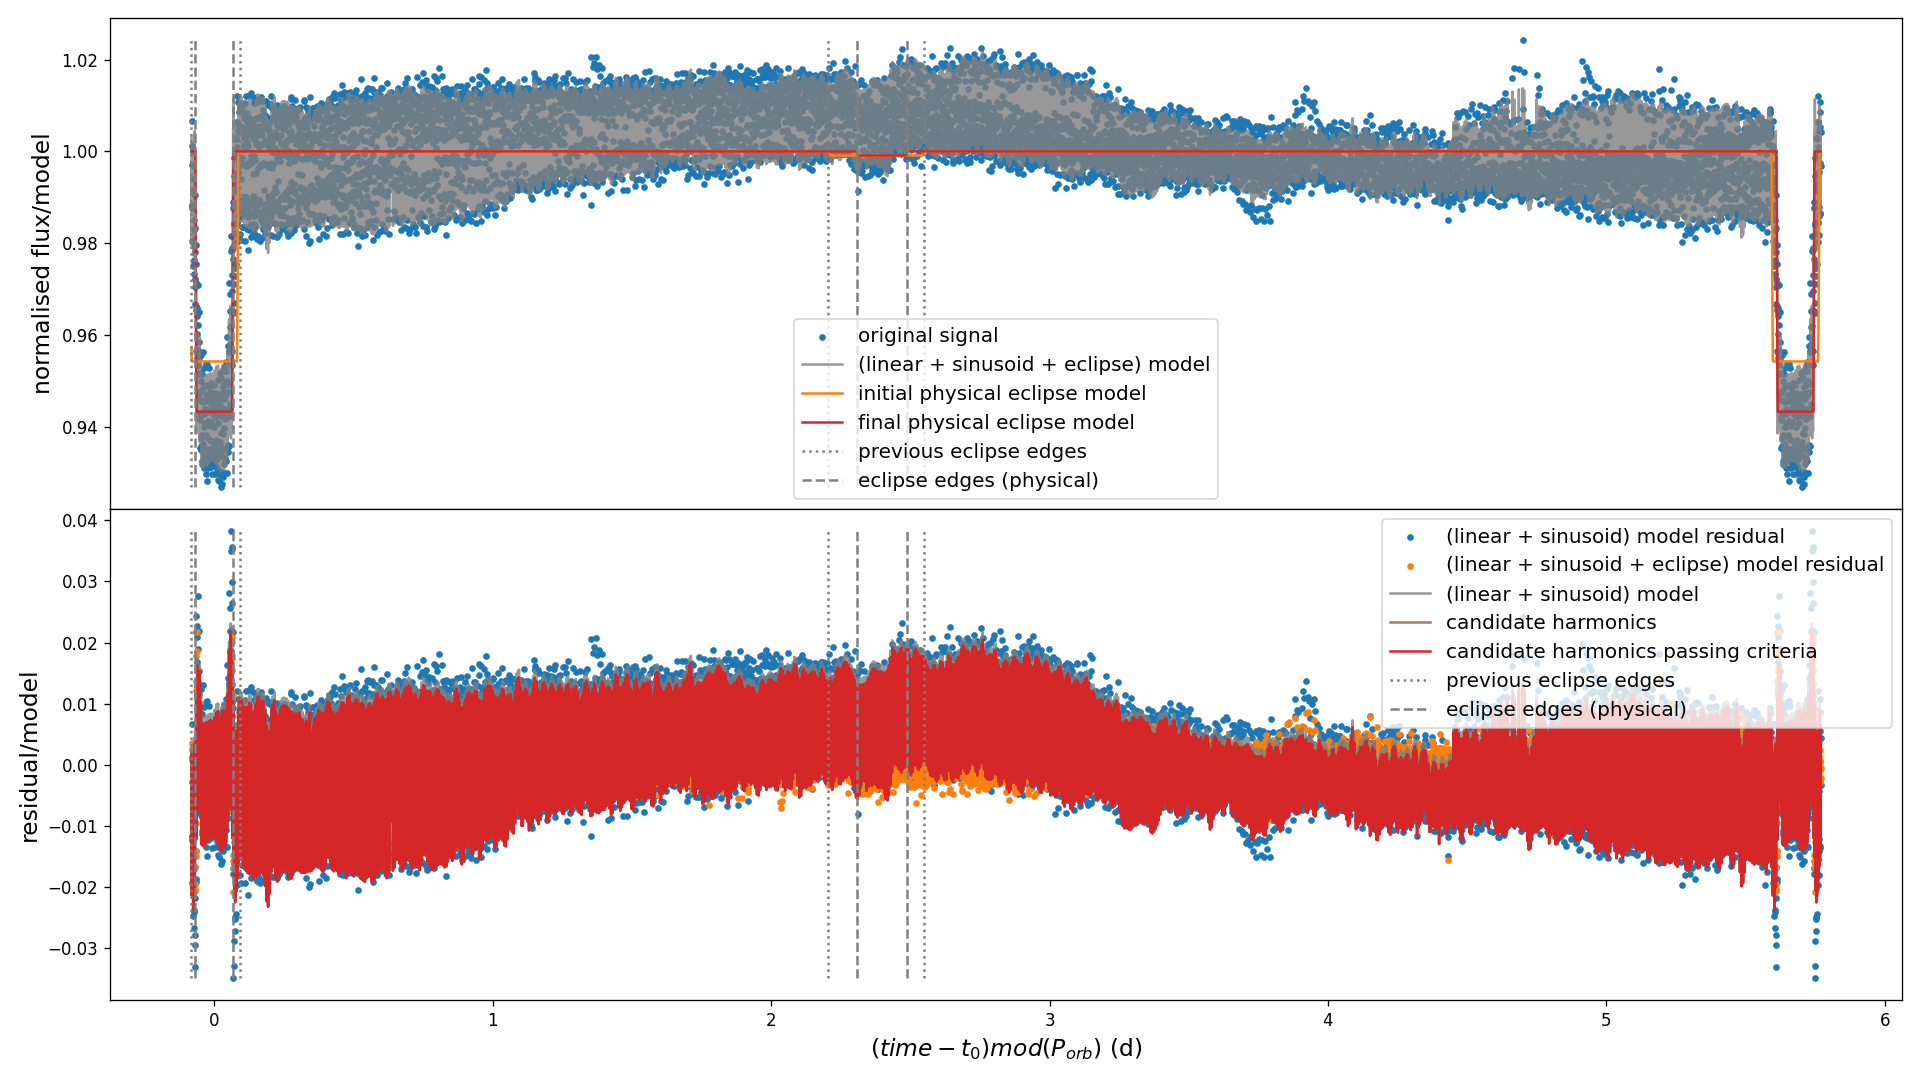 normalised flux/model
1.02
1.00
0.98
0.96
0.94
original signal
(linear + sinusoid + eclipse) model
initial physical eclipse model
final physical eclipse model
previous eclipse edges
eclipse edges (physical)
residual/model
0.04
0.03
0.02
0.01
0.00
−0.01
−0.02
−0.03
(linear + sinusoid) model residual
(linear + sinusoid + eclipse) model residual
(linear + sinusoid) model
candidate harmonics
candidate harmonics passing criteria
previous eclipse edges
eclipse edges (physical)
0 1 2 3 4 5 6
(time − t₀)mod(P_orb) (d)